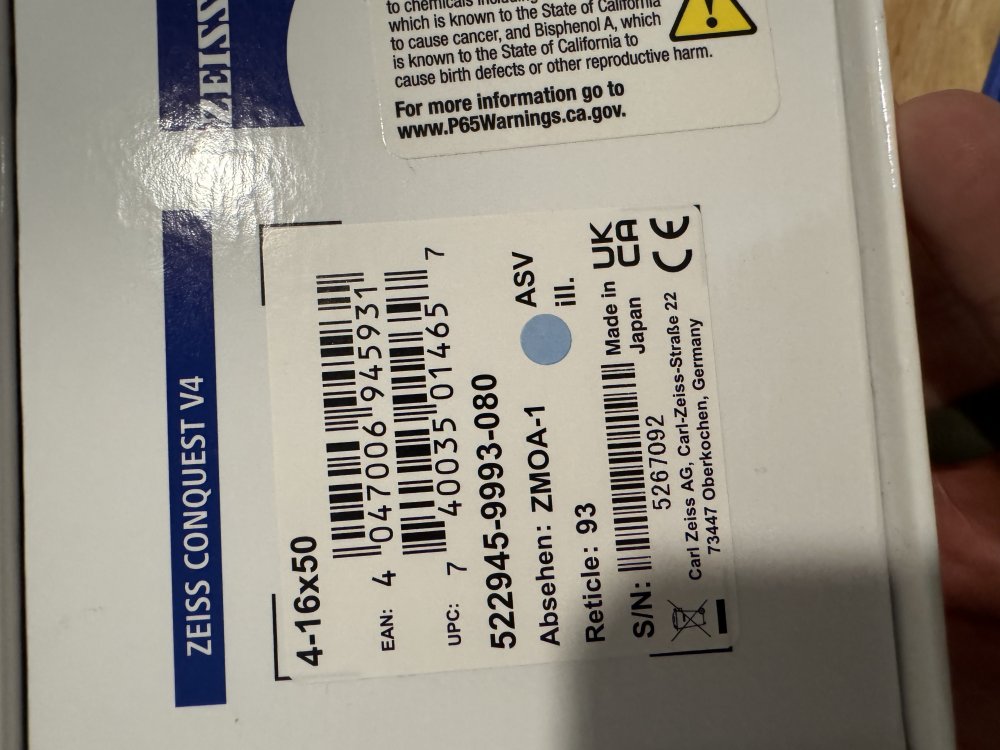 to chemicals including
which is known to the State of California
to cause cancer, and Bisphenol A, which
is known to the State of California to
cause birth defects or other reproductive harm.
For more information go to
www.P65Warnings.ca.gov.
ZEISS
ZEISS CONQUEST V4
4-16x50
EAN: 4 047006 945931
UPC: 7 40035 01465 7
522945-9993-080
Absehen: ZMOA-1 ASV
Reticle: 93 ill.
S/N: Made in
5267092 Japan
UK
CA
CE
Carl Zeiss AG, Carl-Zeiss-Straße 22
73447 Oberkochen, Germany